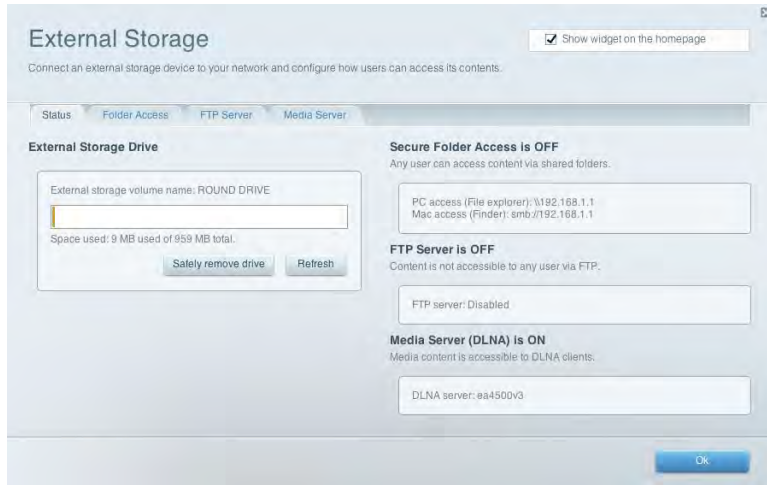 External Storage
Show widget on the homepage
Connect an external storage device to your network and configure how users can access its contents.
Status
Folder Access
FTP Server
Media Server
External Storage Drive
External storage volume name: ROUND DRIVE
Space used: 9 MB used of 959 MB total.
Safely remove drive
Refresh
Secure Folder Access is OFF
Any user can access content via shared folders.
PC access (File explorer): \\192.168.1.1
Mac access (Finder): smb://192.168.1.1
FTP Server is OFF
Content is not accessible to any user via FTP.
FTP server: Disabled
Media Server (DLNA) is ON
Media content is accessible to DLNA clients.
DLNA server: ea4500v3
Ok